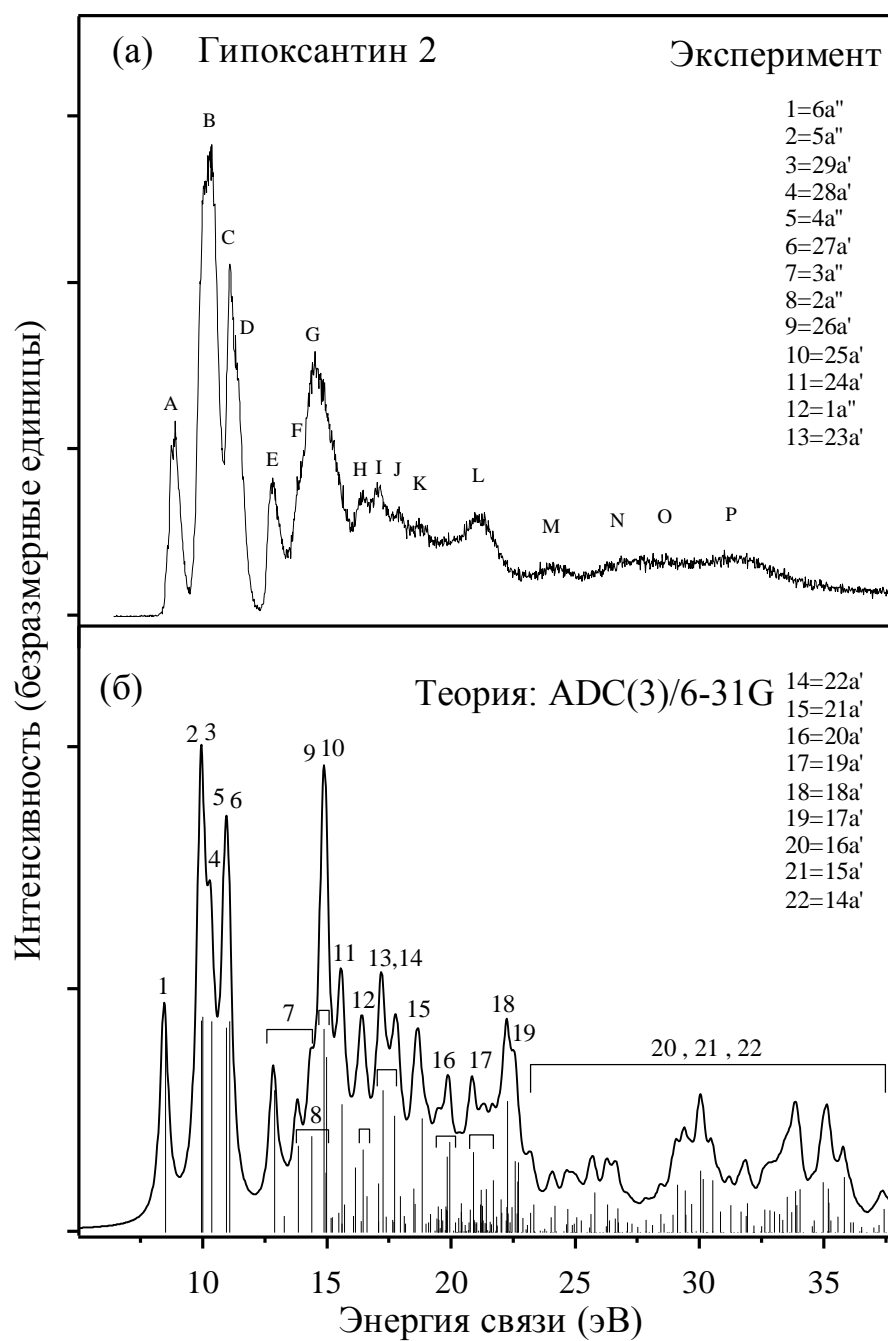 (а) Гипоксантин 2 Эксперимент
1=6a"
2=5a"
3=29a'
4=28a'
5=4a"
6=27a'
7=3a"
8=2a"
9=26a'
10=25a'
11=24a'
12=1a"
13=23a'
B
C
D
G
A
F
E
H I J K
L
M
N O P
Интенсивность (безразмерные единицы)
(б) Теория: ADC(3)/6-31G
14=22a'
15=21a'
16=20a'
17=19a'
18=18a'
19=17a'
20=16a'
21=15a'
22=14a'
2 3
9 10
5 6
4
11
13,14
1
7
12
15
18
19
16
17
20 , 21 , 22
8
10 15 20 25 30 35
Энергия связи (эВ)